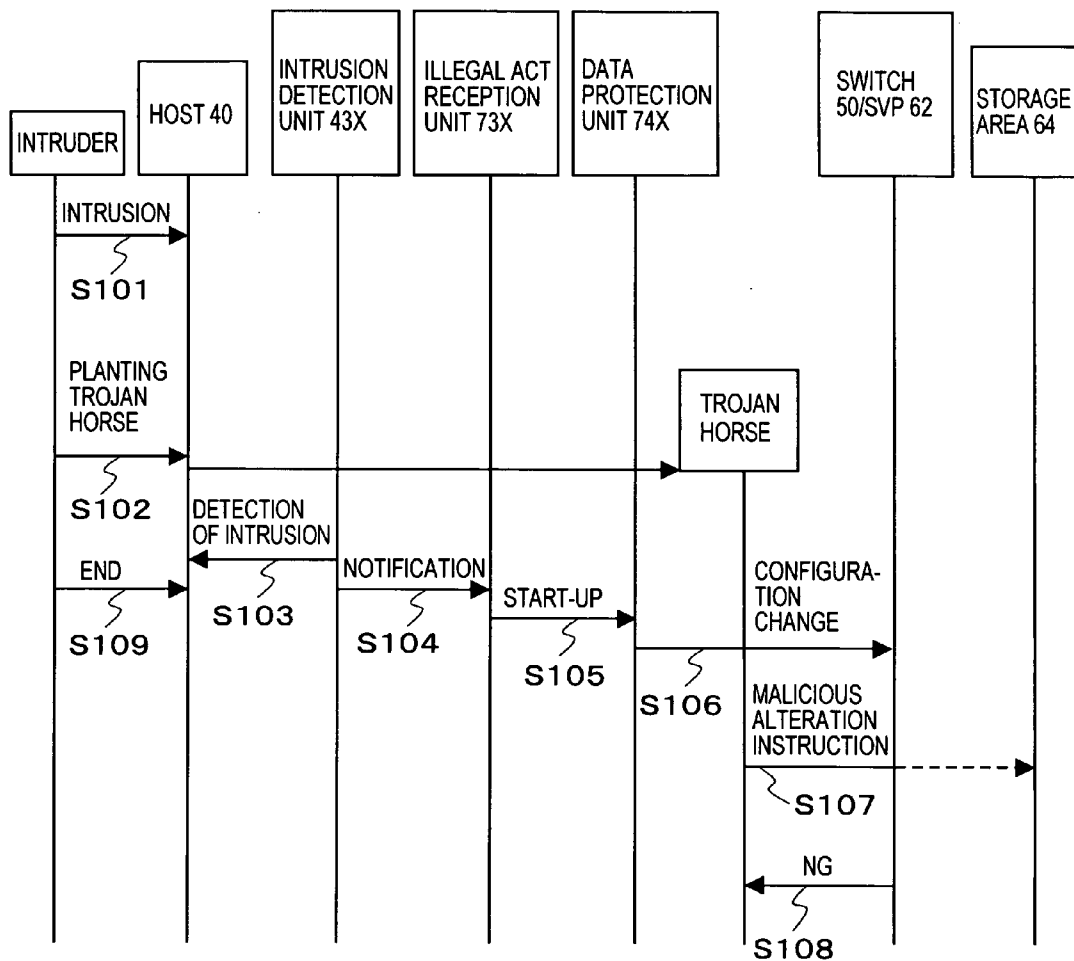 INTRUDER
HOST 40
INTRUSION
DETECTION
UNIT 43X
ILLEGAL ACT
RECEPTION
UNIT 73X
DATA
PROTECTION
UNIT 74X
SWITCH
50/SVP 62
STORAGE
AREA 64
INTRUSION
S101
PLANTING
TROJAN
HORSE
S102
TROJAN
HORSE
DETECTION
OF INTRUSION
S103
END
S109
NOTIFICATION
S104
START-UP
S105
CONFIGURA-
TION
CHANGE
S106
MALICIOUS
ALTERATION
INSTRUCTION
S107
NG
S108